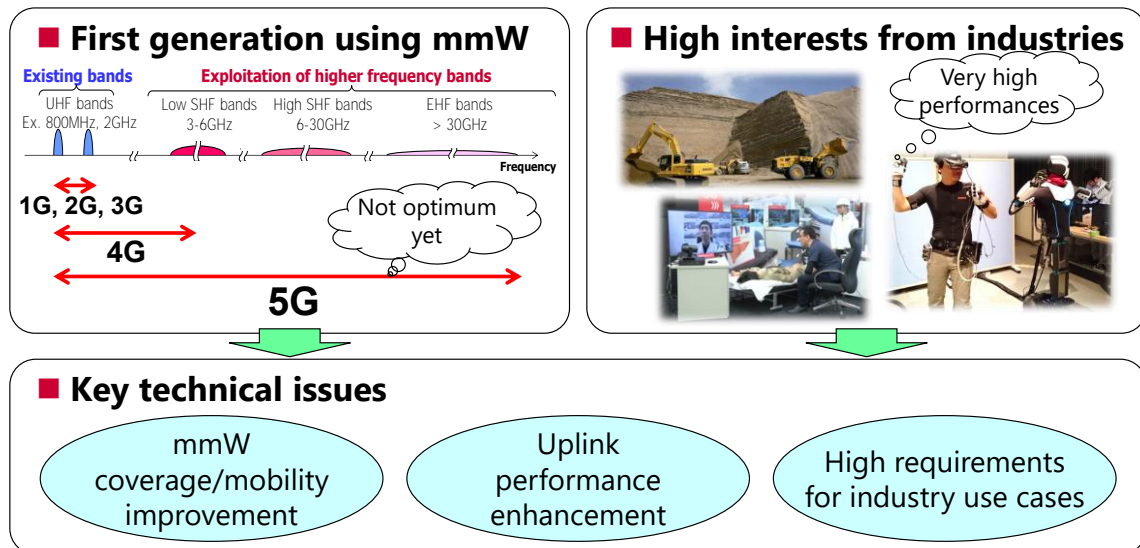 First generation using mmW
Existing bands
Exploitation of higher frequency bands
UHF bands
Ex. 800MHz, 2GHz
Low SHF bands
3-6GHz
High SHF bands
6-30GHz
EHF bands
> 30GHz
Frequency
1G, 2G, 3G
4G
5G
Not optimum
yet
High interests from industries
Very high
performances
Key technical issues
mmW
coverage/mobility
improvement
Uplink
performance
enhancement
High requirements
for industry use cases